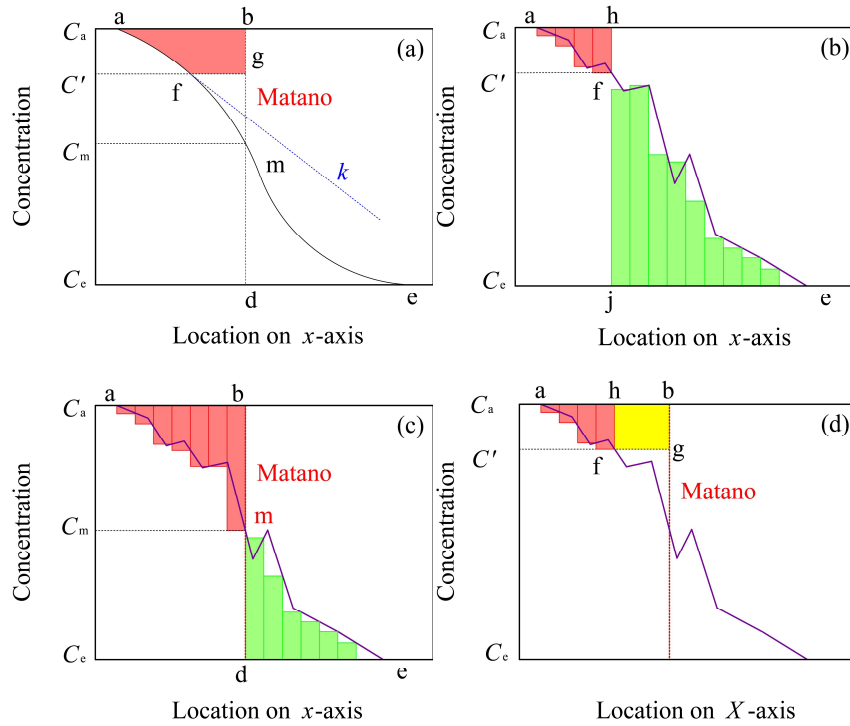 a b
Cₐ
(a)
g
C′
f
Matano
Cₘ
m
k
Cₑ
d e
Concentration
Location on x-axis
a h
Cₐ
(b)
C′
f
Cₑ
j e
Concentration
Location on x-axis
a b
Cₐ
(c)
Matano
Cₘ
m
Cₑ
d e
Concentration
Location on x-axis
a h b
Cₐ
(d)
C′
f g
Matano
Cₑ
Concentration
Location on X-axis